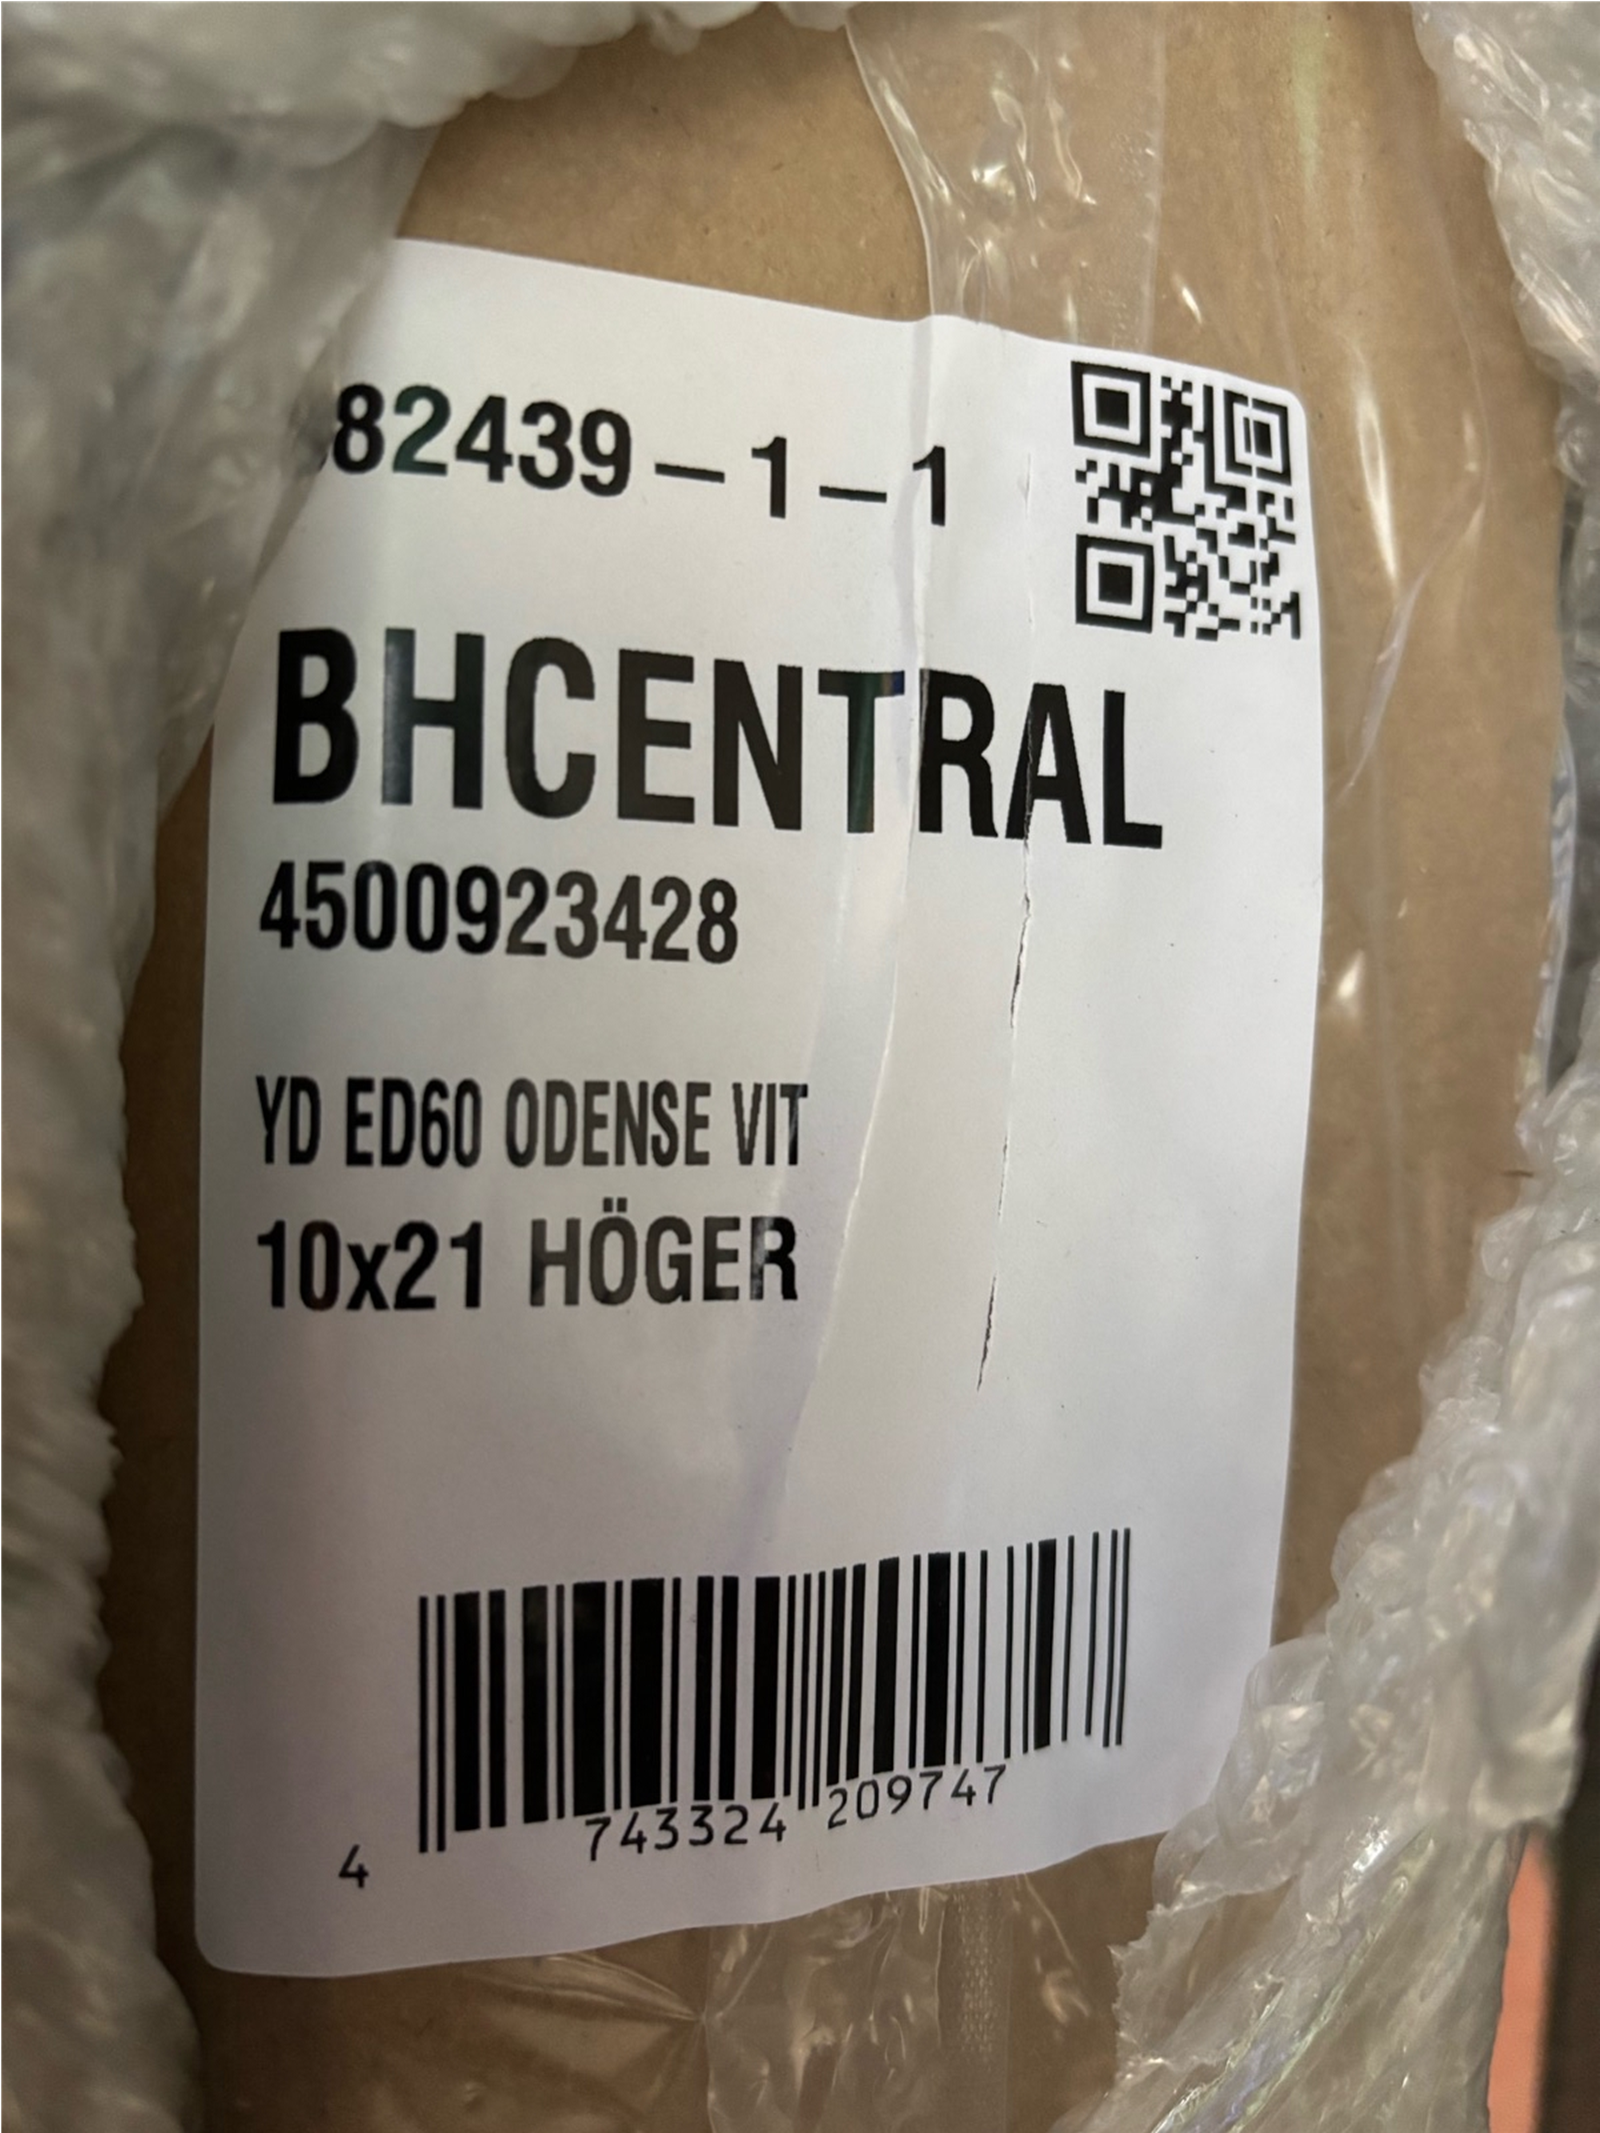 82439-1-1
BHCENTRAL
4500923428
YD ED60 ODENSE VIT
10x21 HÖGER
4 743324 209747